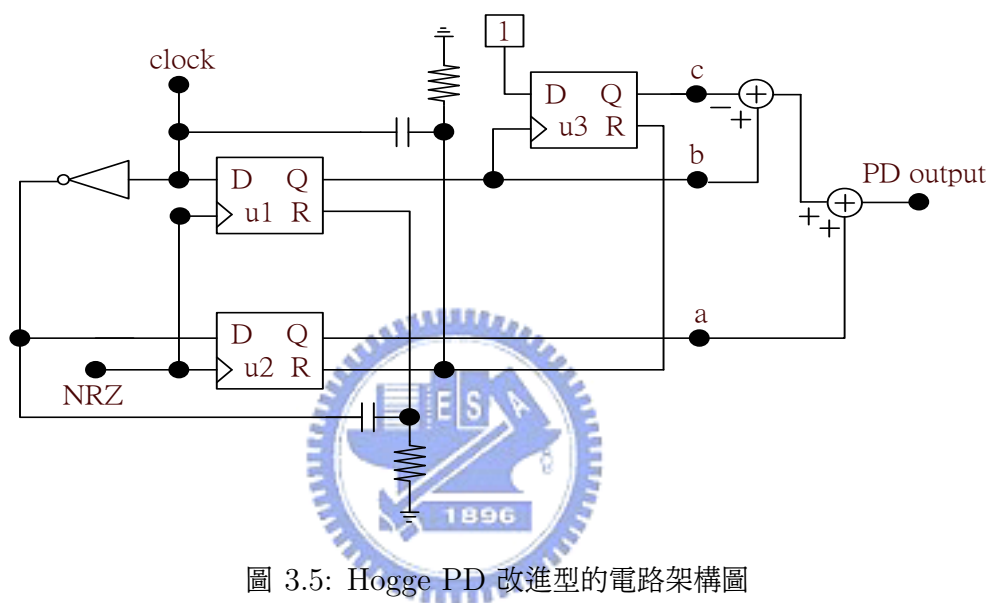 1
clock
D Q
u3 R
c
− +
b
PD output
D Q
u1 R
+ +
+
+
a
D Q
u2 R
NRZ
E S A
1896
圖 3.5: Hogge PD 改進型的電路架構圖